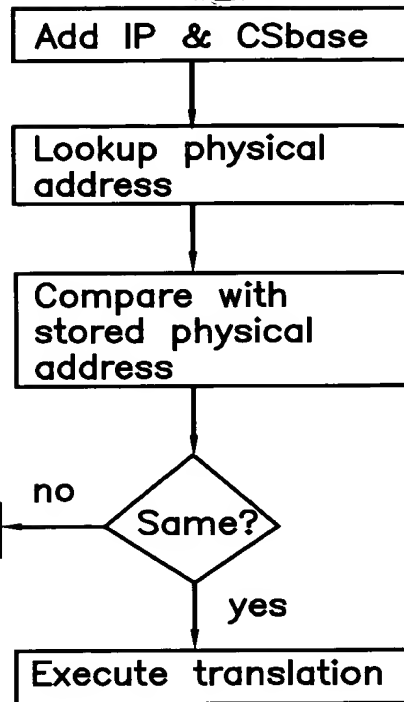 Add IP & CSbase
Lookup physical
address
Compare with
stored physical
address
no
Same?
yes
Execute translation